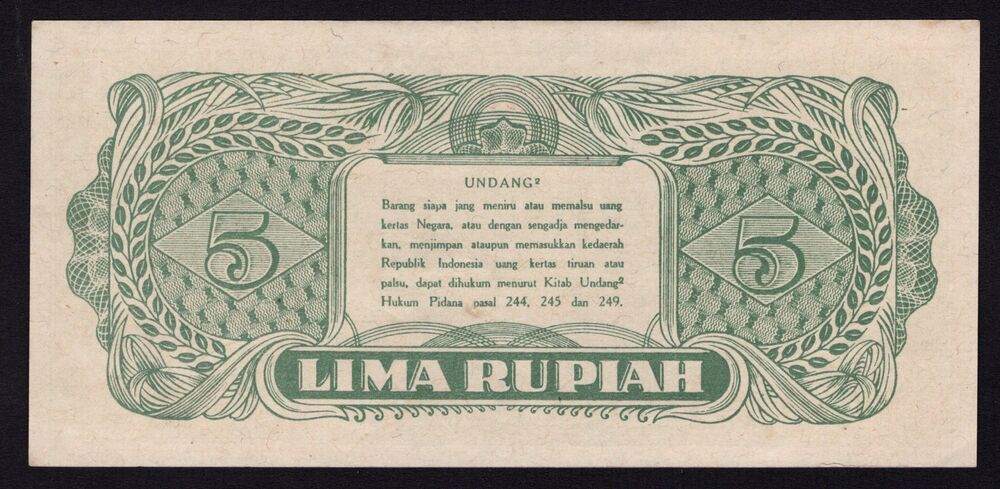 UNDANG²
Barang siapa jang meniru atau memalsu uang
kertas Negara, atau dengan sengadja mengedar-
kan, menjimpan ataupun memasukkan kedaerah
Republik Indonesia uang kertas tiruan atau
palsu, dapat dihukum menurut Kitab Undang²
Hukum Pidana pasal 244, 245 dan 249.
5
5
LIMA RUPIAH